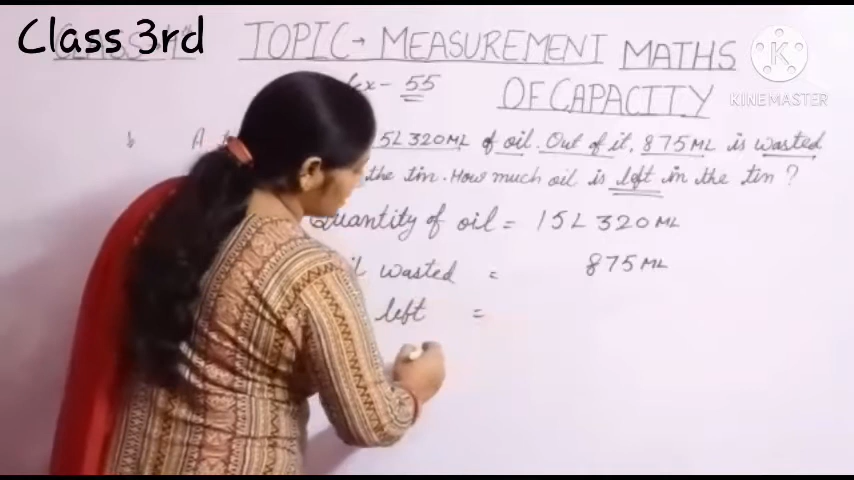 Class 3rd
TOPIC → MEASUREMENT MATHS
Ex - 55
OF CAPACITY
KINEMASTER
A 15L 320ML of oil. Out of it, 875ML is wasted
the tin. How much oil is left in the tin ?
Quantity of oil = 15L 320ML
wasted = 875ML
left =